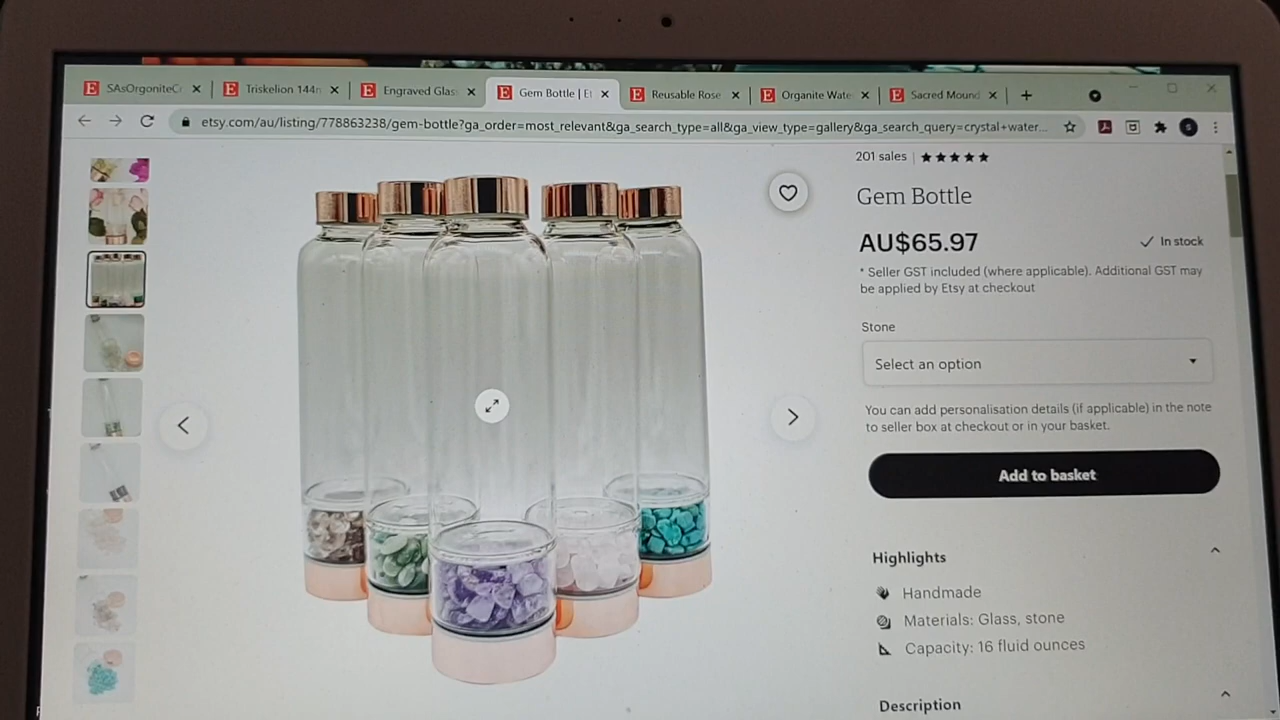 SAsOrgoniteC
Triskelion 144
Engraved Glas
Gem Bottle | Et
Reusable Rose
Organite Wate
Sacred Mound
etsy.com/au/listing/778863238/gem-bottle?ga_order=most_relevant&ga_search_type=all&ga_view_type=gallery&ga_search_query=crystal+water...
201 sales
Gem Bottle
AU$65.97
In stock
* Seller GST included (where applicable). Additional GST may
be applied by Etsy at checkout
Stone
Select an option
You can add personalisation details (if applicable) in the note
to seller box at checkout or in your basket.
Add to basket
Highlights
Handmade
Materials: Glass, stone
Capacity: 16 fluid ounces
Description